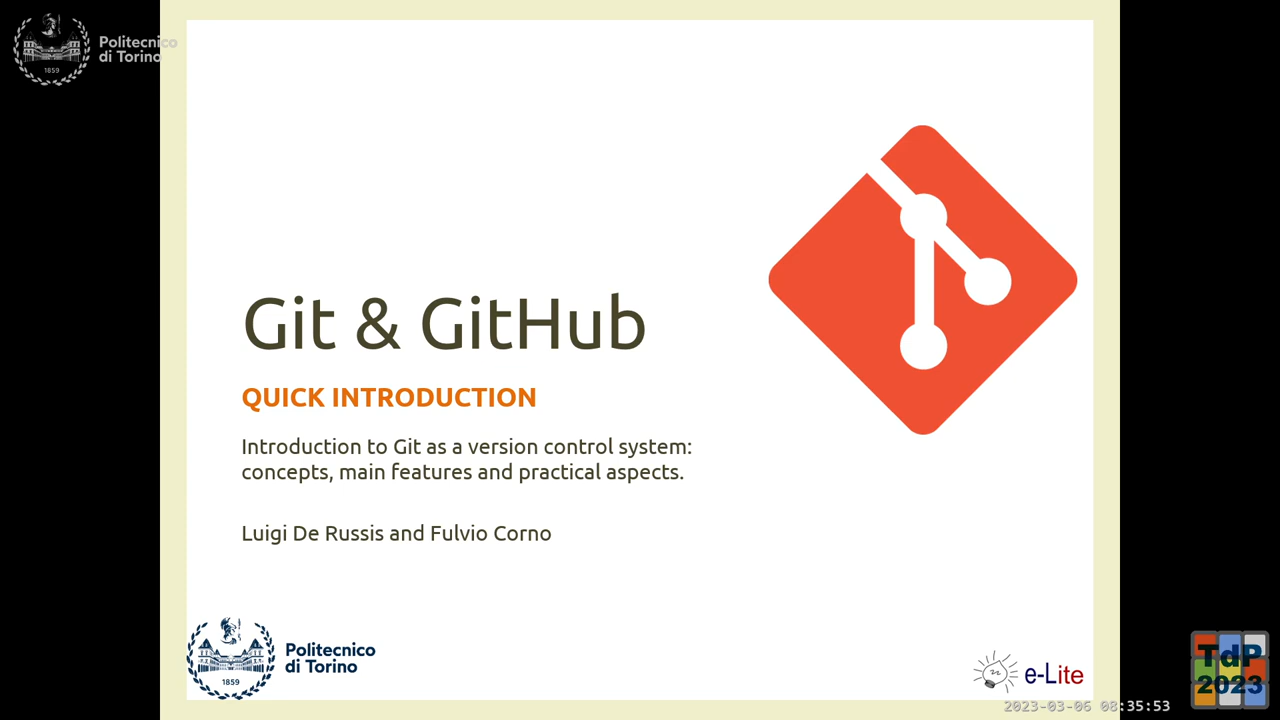 Politecnico
di Torino
1859
Git & GitHub
QUICK INTRODUCTION
Introduction to Git as a version control system:
concepts, main features and practical aspects.
Luigi De Russis and Fulvio Corno
1859
Politecnico
di Torino
e-Lite
TdP
2023
2023-03-06 08:35:53